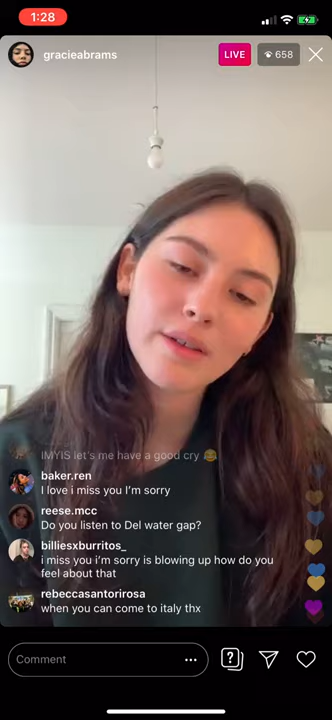 1:28
gracieabrams
LIVE
658
IMYIS let's me have a good cry 😂
baker.ren
I love i miss you I'm sorry
reese.mcc
Do you listen to Del water gap?
billiesxburritos_
i miss you i'm sorry is blowing up how do you
feel about that
rebeccasantorirosa
when you can come to italy thx
Comment